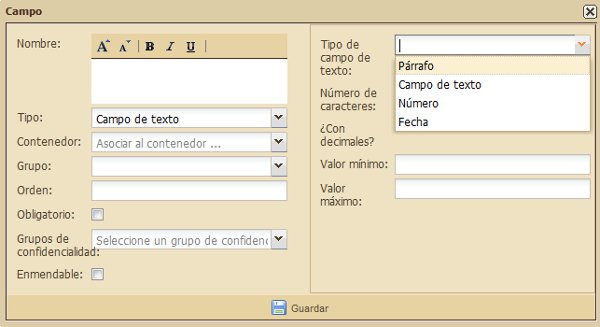 Campo
Nombre:
A A B I U
Tipo:
Campo de texto
Contenedor:
Asociar al contenedor ...
Grupo:
Orden:
Obligatorio:
Grupos de
confidencialidad:
Seleccione un grupo de confidenc
Enmendable:
Tipo de
campo de
texto:
Párrafo
Campo de texto
Número
Fecha
Número de
caracteres:
¿Con
decimales?
Valor mínimo:
Valor
máximo:
Guardar